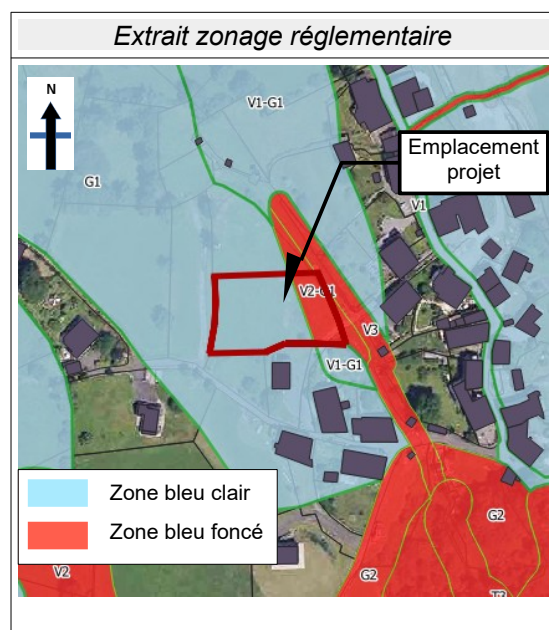 Extrait zonage réglementaire
N
V1-G1
Emplacement
projet
G1
V1
V2-G1
V3
V1-G1
Zone bleu clair
Zone bleu foncé
G2
V2
G2